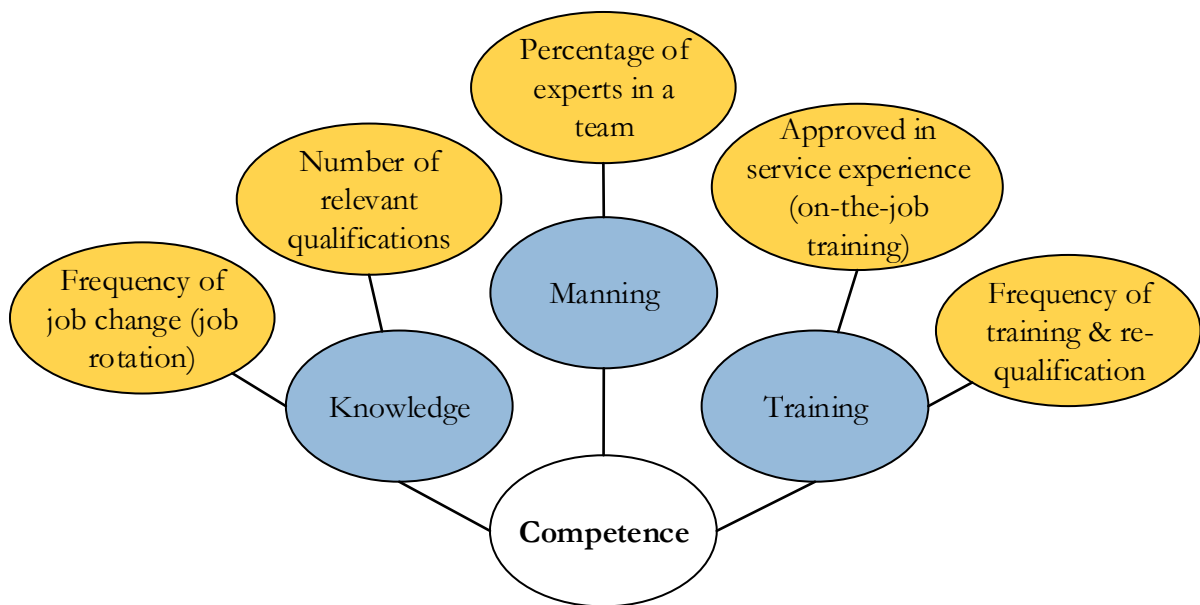 Percentage of
experts in a
team
Number of
relevant
qualifications
Approved in
service experience
(on-the-job
training)
Frequency of
job change (job
rotation)
Manning
Frequency of
training & re-
qualification
Knowledge
Training
Competence